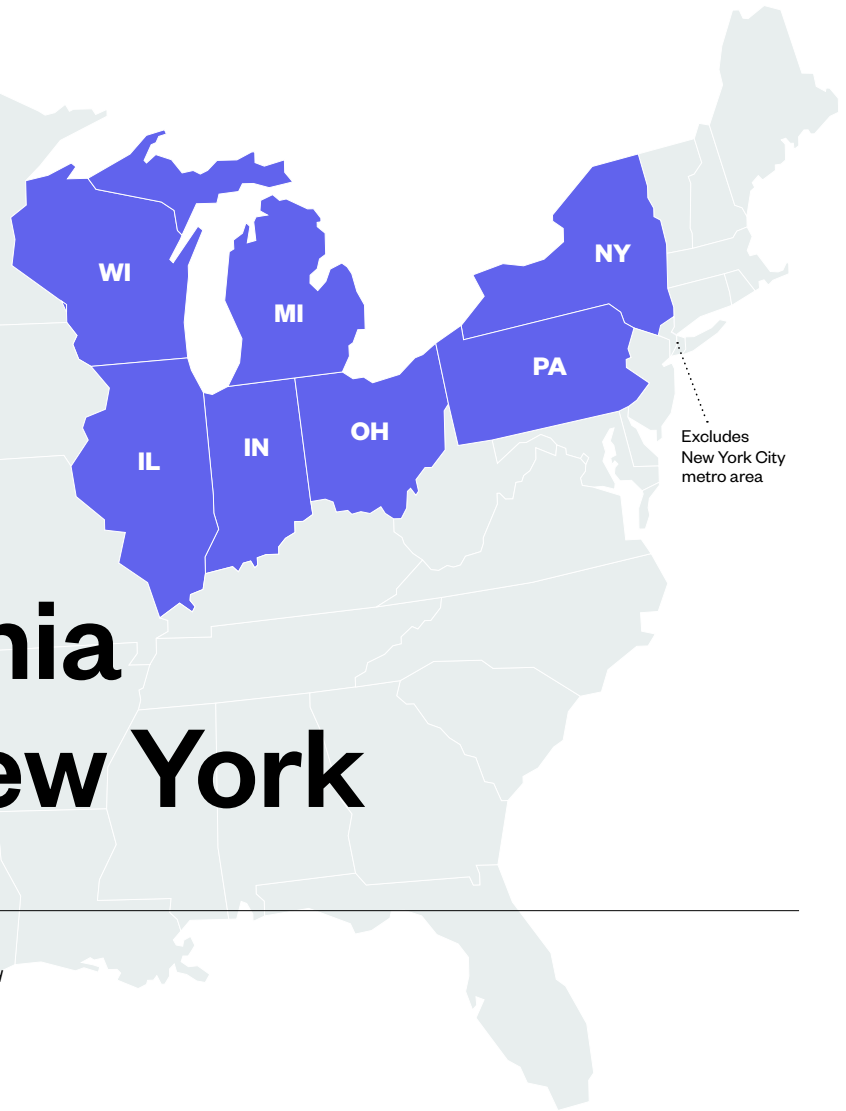 WI
MI
NY
PA
IL
IN
OH
Excludes
New York City
metro area
nia
ew York